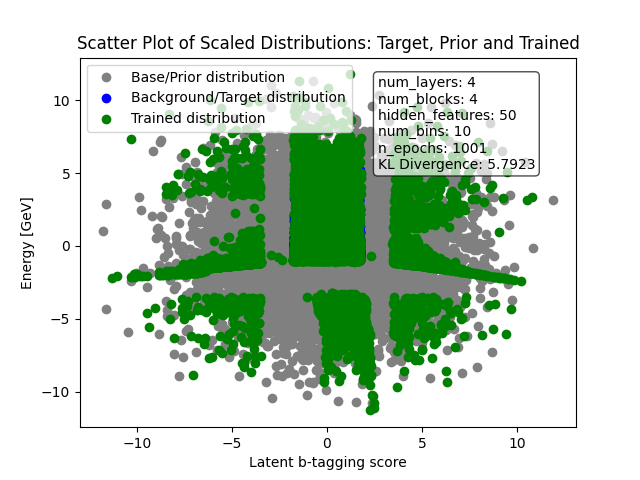 Scatter Plot of Scaled Distributions: Target, Prior and Trained
Base/Prior distribution
Background/Target distribution
Trained distribution
num_layers: 4
num_blocks: 4
hidden_features: 50
num_bins: 10
n_epochs: 1001
KL Divergence: 5.7923
Energy [GeV]
10
5
0
−5
−10
−10
−5
0
5
10
Latent b-tagging score